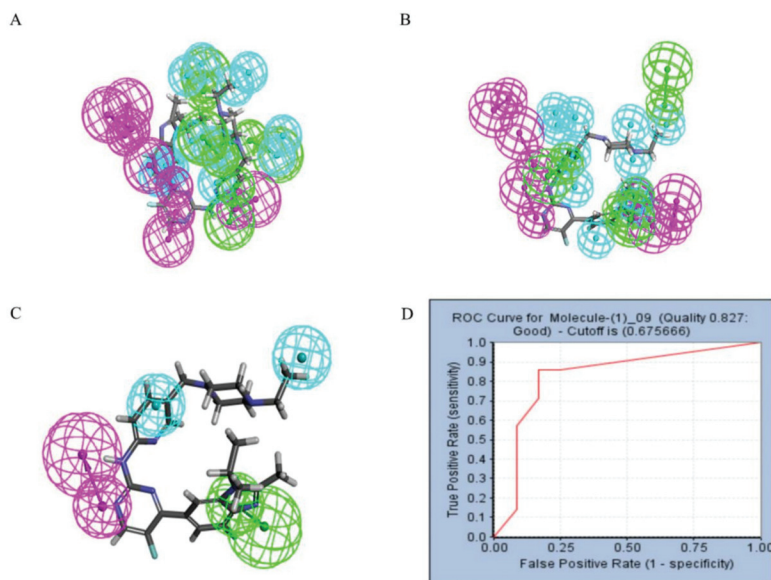 A
B
C
D
ROC Curve for Molecule-(1)_09 (Quality 0.827:
Good) - Cutoff is (0.675666)
True Positive Rate (sensitivity)
1.0
0.9
0.8
0.7
0.6
0.5
0.4
0.3
0.2
0.1
0.0
0.00
0.25
0.50
0.75
1.00
False Positive Rate (1 - specificity)